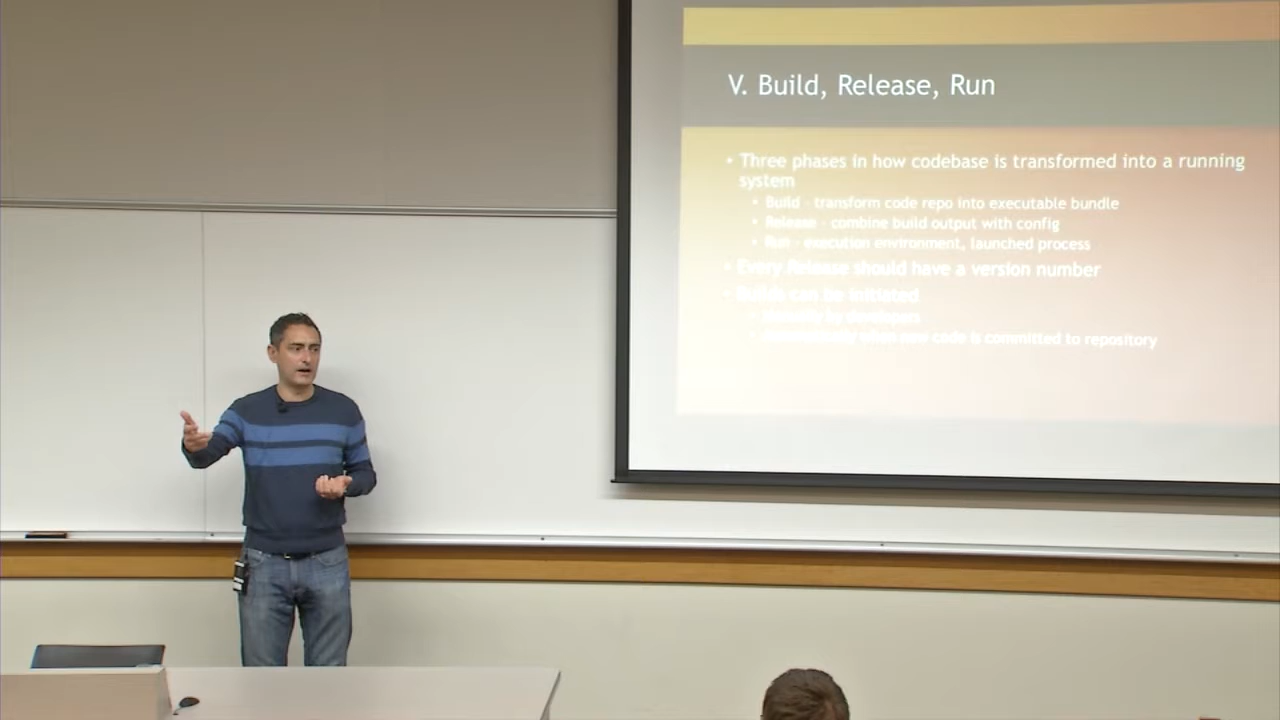 V. Build, Release, Run
• Three phases in how codebase is transformed into a running
system
• Build - transform code repo into executable bundle
• Release - combine build output with config
• Run - execution environment, launched process
• Every Release should have a version number
• Builds can be initiated
by developers
when new code is committed to repository